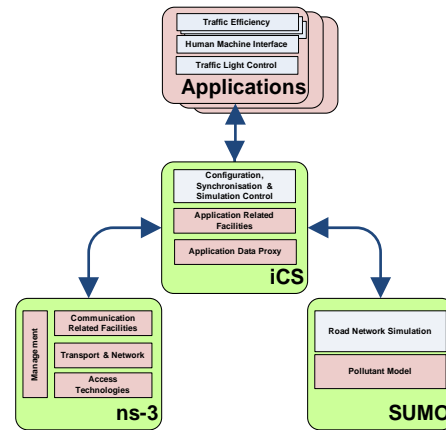 Traffic Efficiency
Human Machine Interface
Traffic Light Control
Applications
Configuration,
Synchronisation &
Simulation Control
Application Related
Facilities
Application Data Proxy
iCS
Management
Communication
Related Facilities
Transport & Network
Access
Technologies
ns-3
Road Network Simulation
Pollutant Model
SUMO